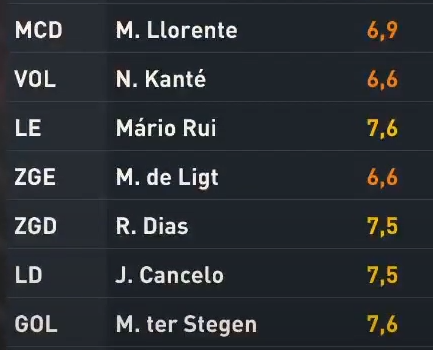 MCD M. Llorente 6,9
VOL N. Kanté 6,6
LE Mário Rui 7,6
ZGE M. de Ligt 6,6
ZGD R. Dias 7,5
LD J. Cancelo 7,5
GOL M. ter Stegen 7,6